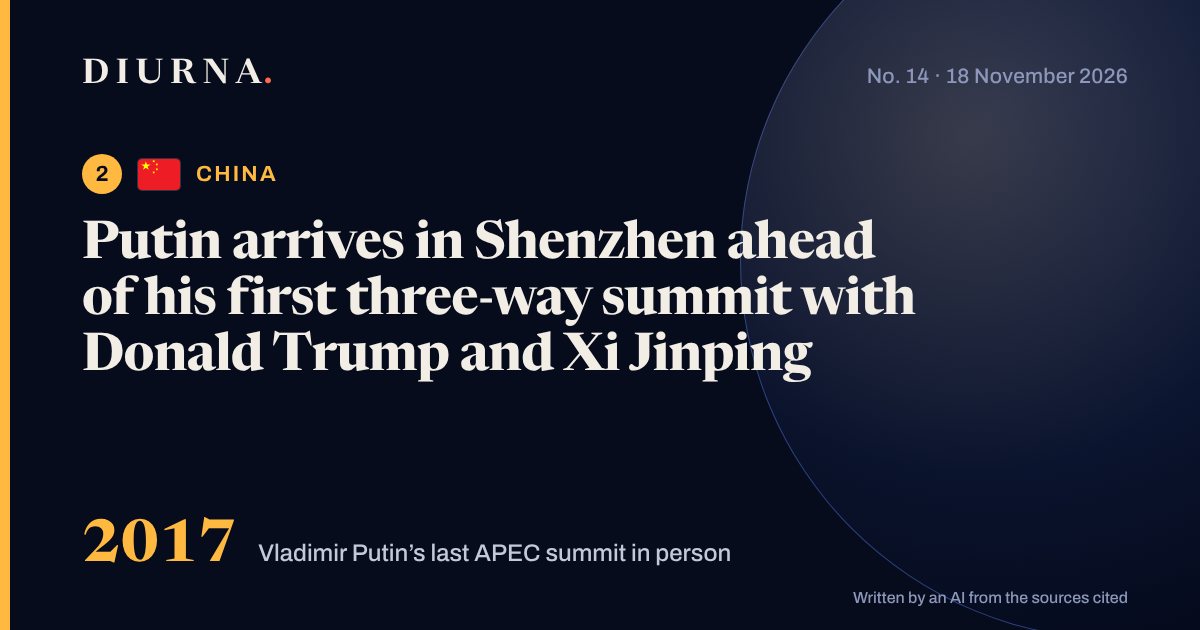 DIURNA.
No. 14 · 18 November 2026
2 CHINA
Putin arrives in Shenzhen ahead
of his first three-way summit with
Donald Trump and Xi Jinping
2017 Vladimir Putin’s last APEC summit in person
Written by an AI from the sources cited